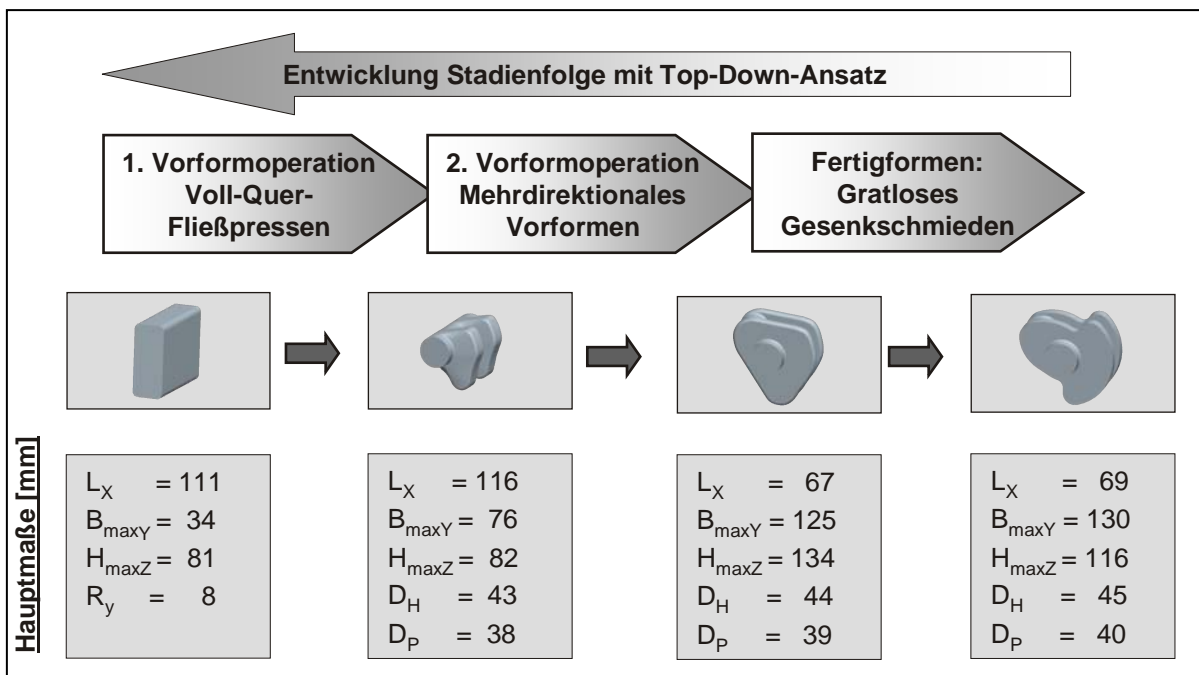 Entwicklung Stadienfolge mit Top-Down-Ansatz
1. Vorformoperation
Voll-Quer-
Fließpressen
2. Vorformoperation
Mehrdirektionales
Vorformen
Fertigformen:
Gratloses
Gesenkschmieden
Hauptmaße [mm]
L_X = 111
B_maxY = 34
H_maxZ = 81
R_y = 8
L_X = 116
B_maxY = 76
H_maxZ = 82
D_H = 43
D_P = 38
L_X = 67
B_maxY = 125
H_maxZ = 134
D_H = 44
D_P = 39
L_X = 69
B_maxY = 130
H_maxZ = 116
D_H = 45
D_P = 40